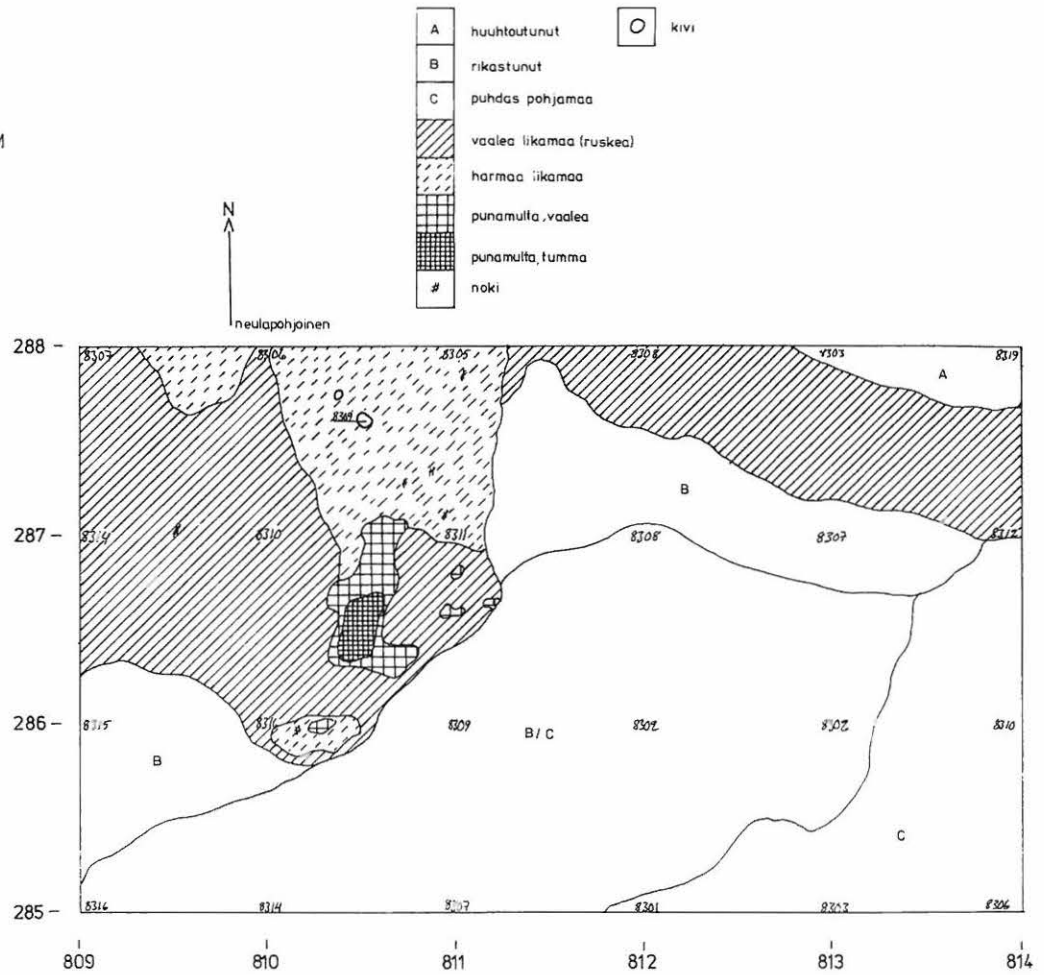 A huuhtoutunut
kivi
B rikastunut
C puhdas pohjamaa
vaalea likamaa (ruskea)
harmaa likamaa
punamulta, vaalea
punamulta, tumma
# noki
N
neulapohjoinen
288
8307 8306 8305 8308 8303 8319
A
8309
B
287
8314 8310 8311 8308 8307 8312
286
8315 8316 8309 8302 8302 8310
B/C
B
C
285
8316 8314 8307 8301 8303 8306
809 810 811 812 813 814